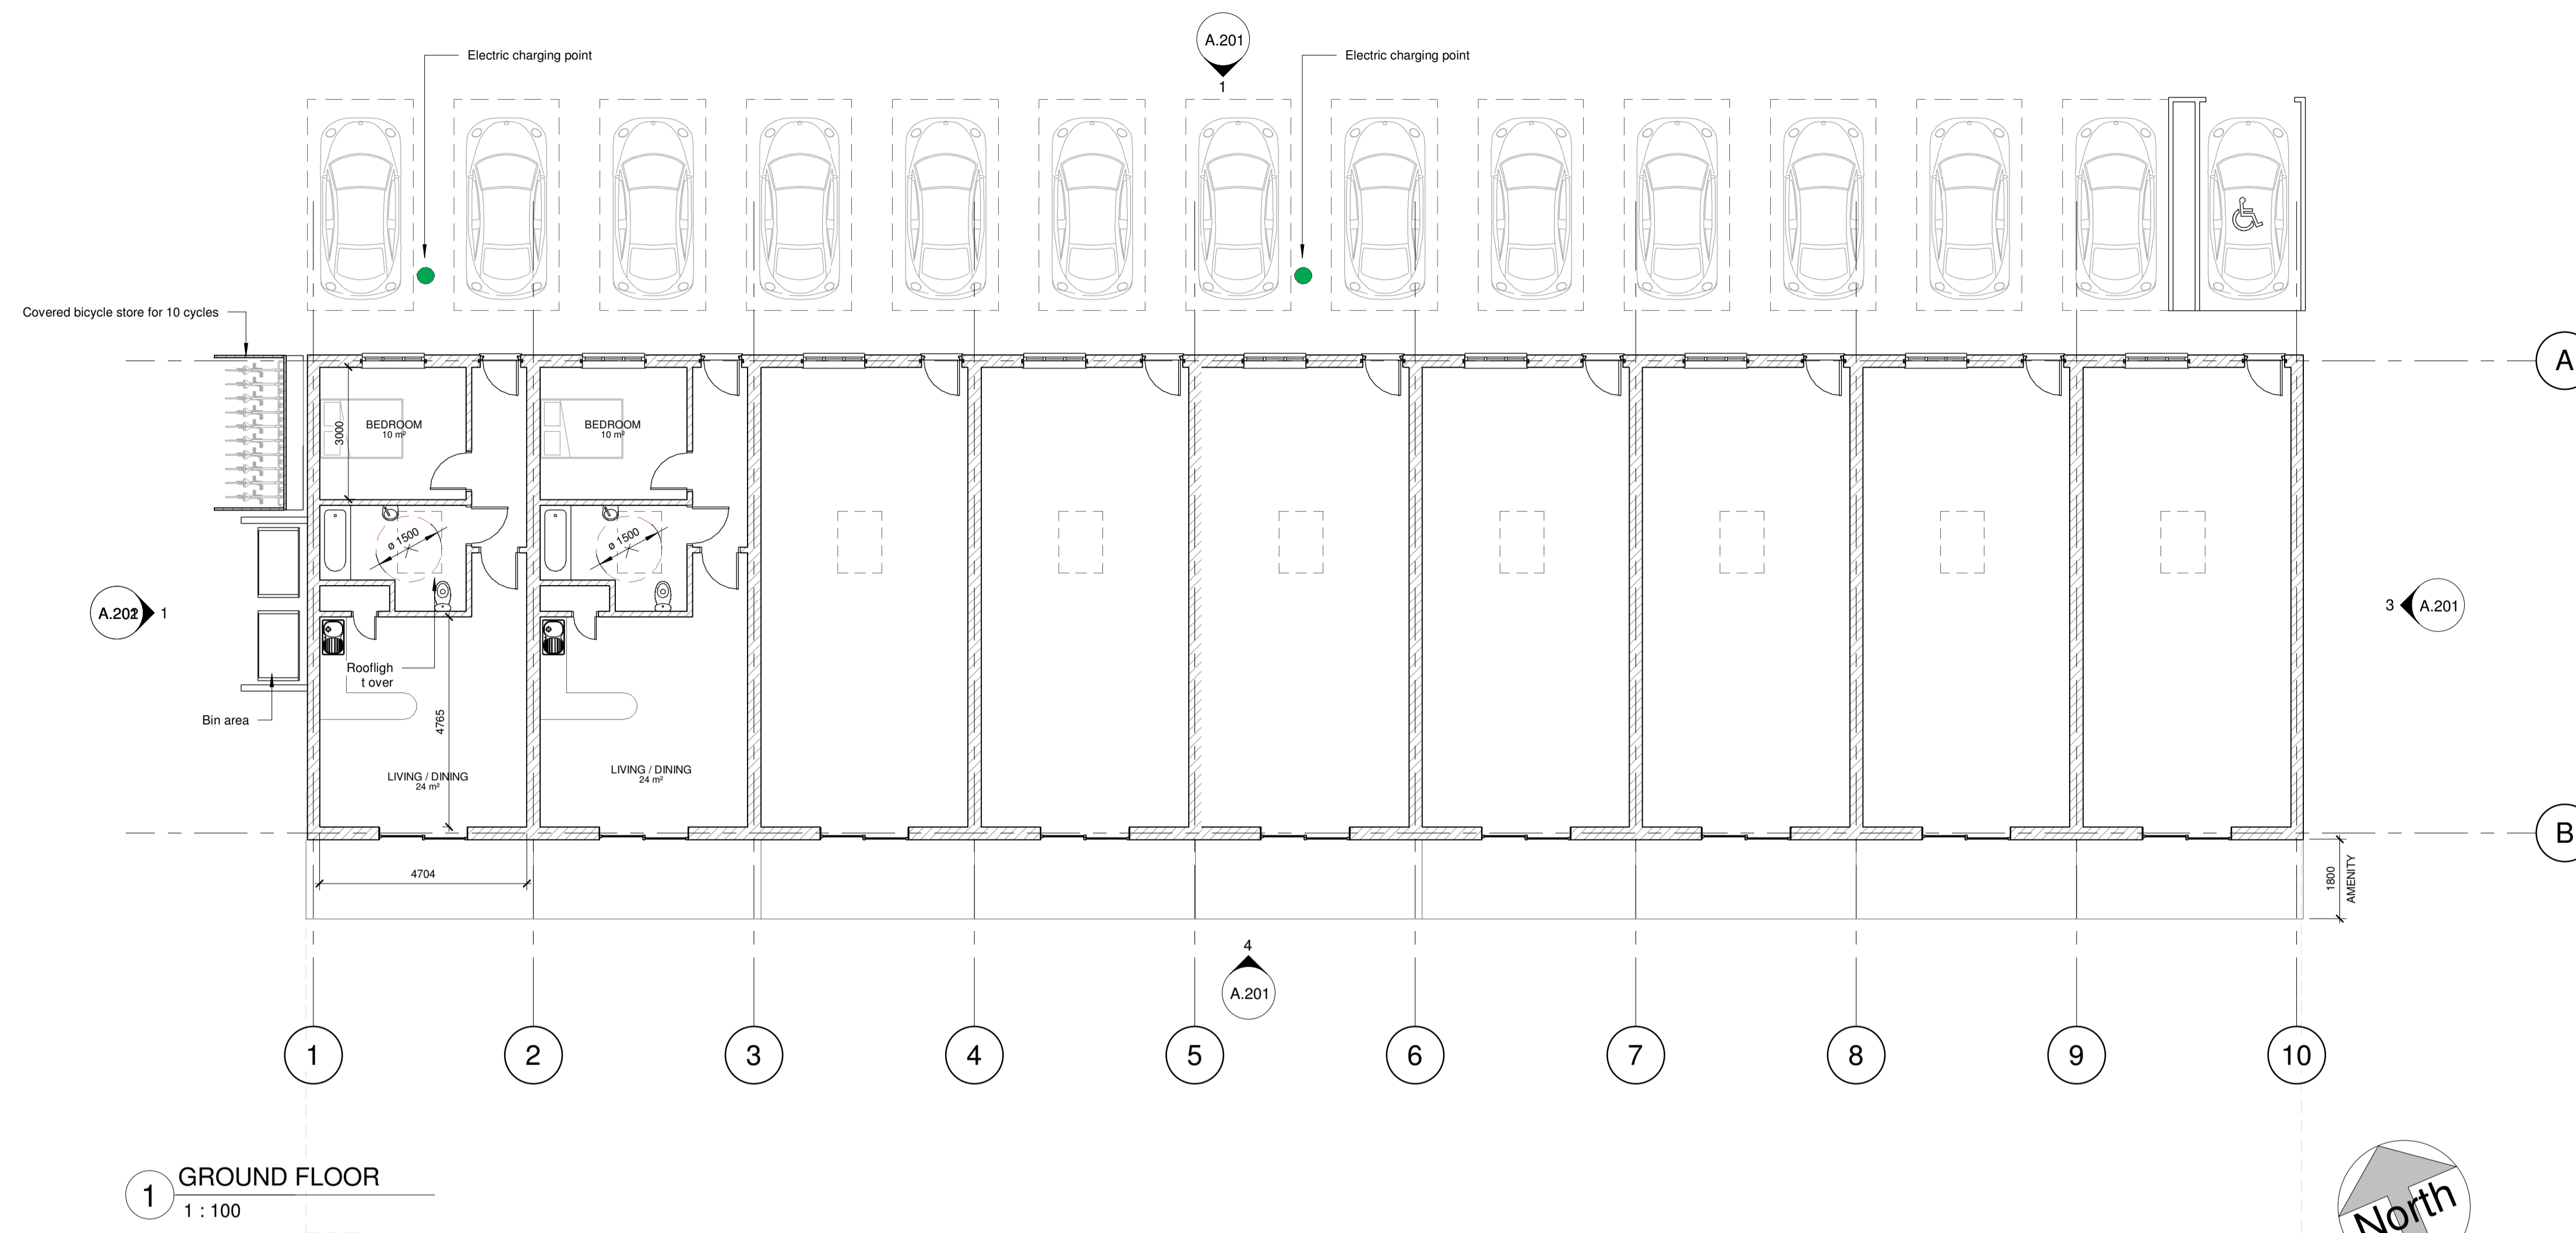 A.201
1
Electric charging point
Electric charging point
Covered bicycle store for 10 cycles
A
3000
BEDROOM
10 m²
BEDROOM
10 m²
ø 1500
ø 1500
1
3
A.201
Rooflight
t over
Bin area
4765
LIVING / DINING
24 m²
LIVING / DINING
24 m²
B
4704
1800
AMENITY
4
A.201
1
2
3
4
5
6
7
8
9
10
1
GROUND FLOOR
1 : 100
North